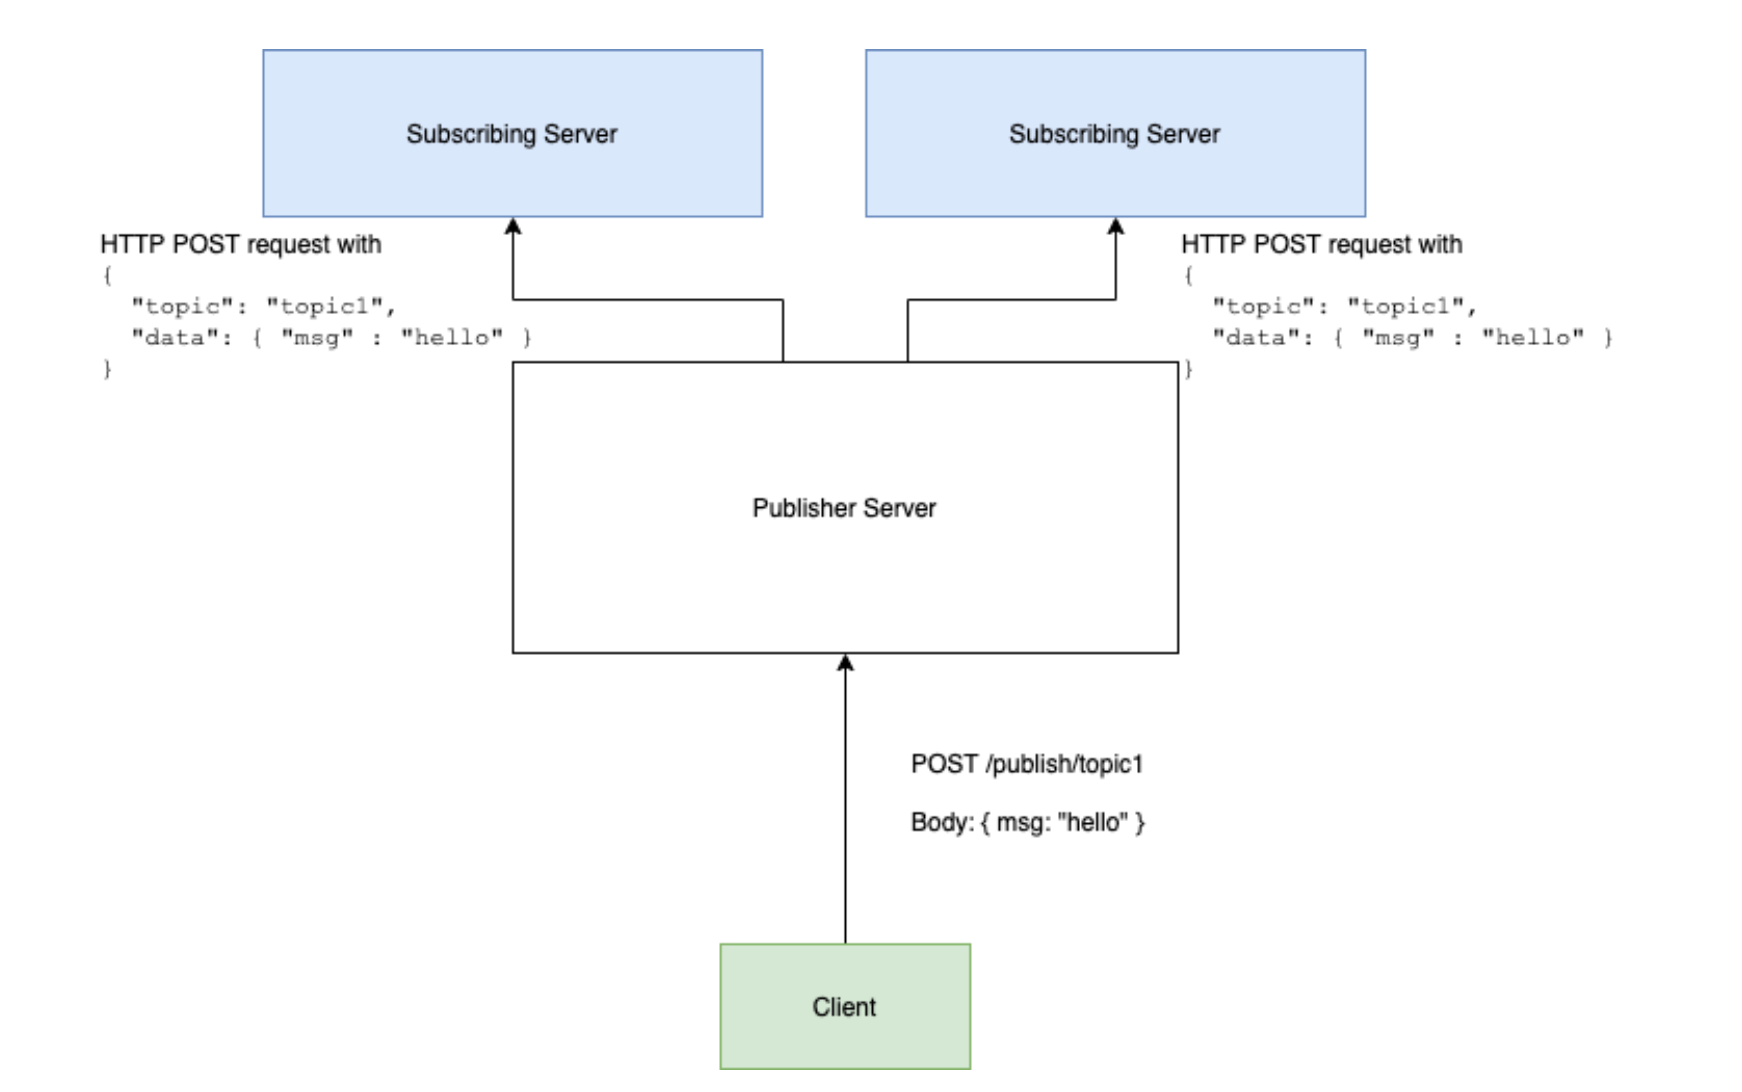 Subscribing Server
Subscribing Server
HTTP POST request with
{
  "topic": "topic1",
  "data": { "msg" : "hello" }
}
HTTP POST request with
{
  "topic": "topic1",
  "data": { "msg" : "hello" }
}
Publisher Server
POST /publish/topic1
Body: { msg: "hello" }
Client